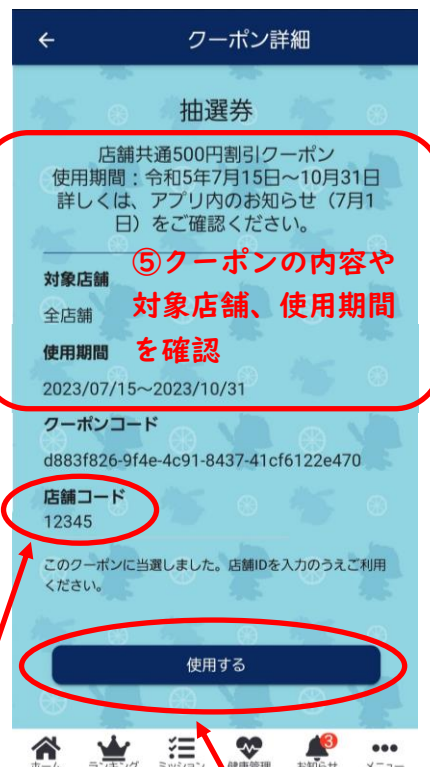 クーポン詳細
抽選券
店舗共通500円割引クーポン
使用期間:令和5年7月15日~10月31日
詳しくは、アプリ内のお知らせ(7月1
日)をご確認ください。
⑤クーポンの内容や
対象店舗、使用期間
を確認
対象店舗
全店舗
使用期間
2023/07/15~2023/10/31
クーポンコード
d883f826-9f4e-4c91-8437-41cf6122e470
店舗コード
12345
このクーポンに当選しました。店舗IDを入力のうえご利用
ください。
使用する
3
ホーム ランキング ミッション 健康管理 お知らせ メニュー